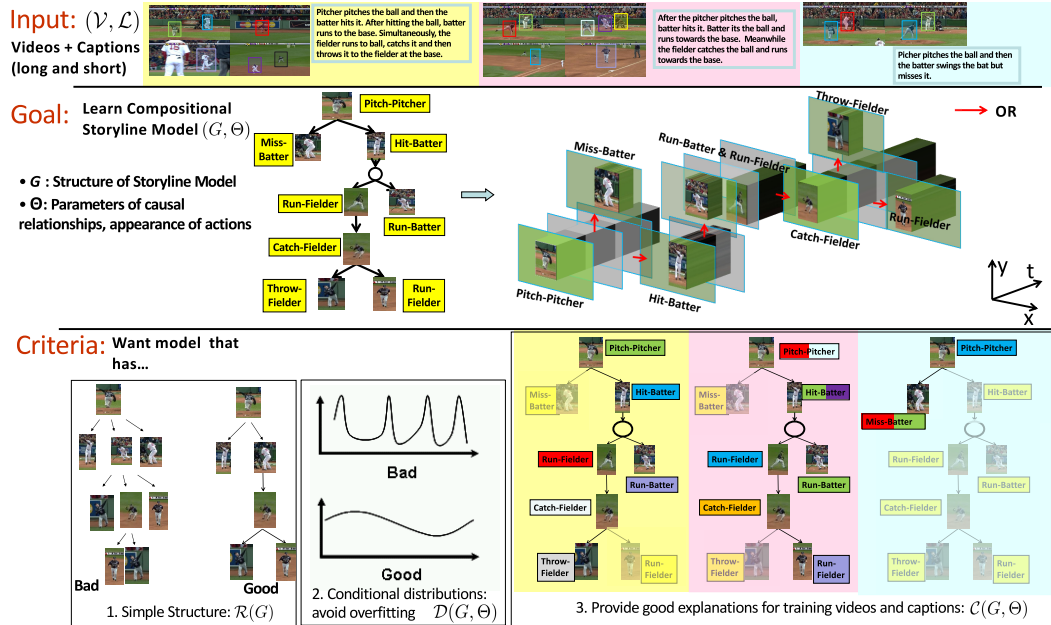 Input: (𝒱, ℒ)
Videos + Captions
(long and short)
Pitcher pitches the ball and then the
batter hits it. After hitting the ball, batter
runs to the base. Simultaneously, the
fielder runs to ball, catchs it and then
throws it to the fielder at the base.
After the pitcher pitches the ball,
batter hits it. Batter its the ball and
runs towards the base. Meanwhile
the fielder catches the ball and runs
towards the base.
Picher pitches the ball and then
the batter swings the bat but
misses it.
Goal: Learn Compositional
Storyline Model (G, Θ)
• G : Structure of Storyline Model
• Θ: Parameters of causal
relationships, appearance of actions
Pitch-Pitcher
Miss-
Batter
Hit-Batter
Run-Fielder
Run-Batter
Catch-Fielder
Throw-
Fielder
Run-
Fielder
Throw-Fielder
OR
Miss-Batter
Run-Batter & Run-Fielder
Run-Fielder
Catch-Fielder
Pitch-Pitcher
Hit-Batter
y
t
x
Criteria: Want model that
has...
Bad
Good
1. Simple Structure: ℛ(G)
Bad
Good
2. Conditional distributions:
avoid overfitting 𝒟(G, Θ)
Pitch-Pitcher
Miss-
Batter
Hit-Batter
Run-Fielder
Run-Batter
Catch-Fielder
Throw-
Fielder
Run-
Fielder
Pitch-Pitcher
Miss-
Batter
Hit-Batter
Run-Fielder
Run-Batter
Catch-Fielder
Throw-
Fielder
Run-
Fielder
Pitch-Pitcher
Hit-Batter
Miss-Batter
Run-Fielder
Run-Batter
Catch-Fielder
Throw-
Fielder
Run-
Fielder
3. Provide good explanations for training videos and captions: 𝒞(G, Θ)